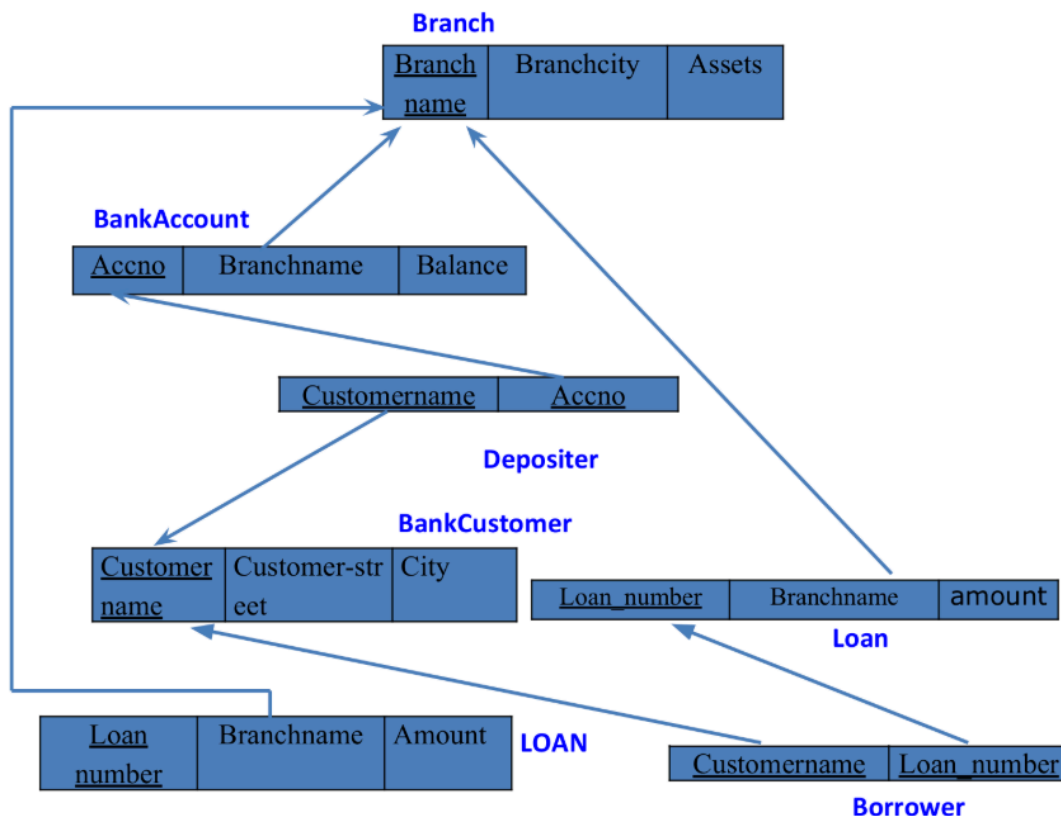 Branch
Branch Branchcity Assets
name
BankAccount
Accno Branchname Balance
Customername Accno
Depositer
BankCustomer
Customer Customer-str City
name eet
Loan_number Branchname amount
Loan
Loan Branchname Amount
number
LOAN
Customername Loan_number
Borrower